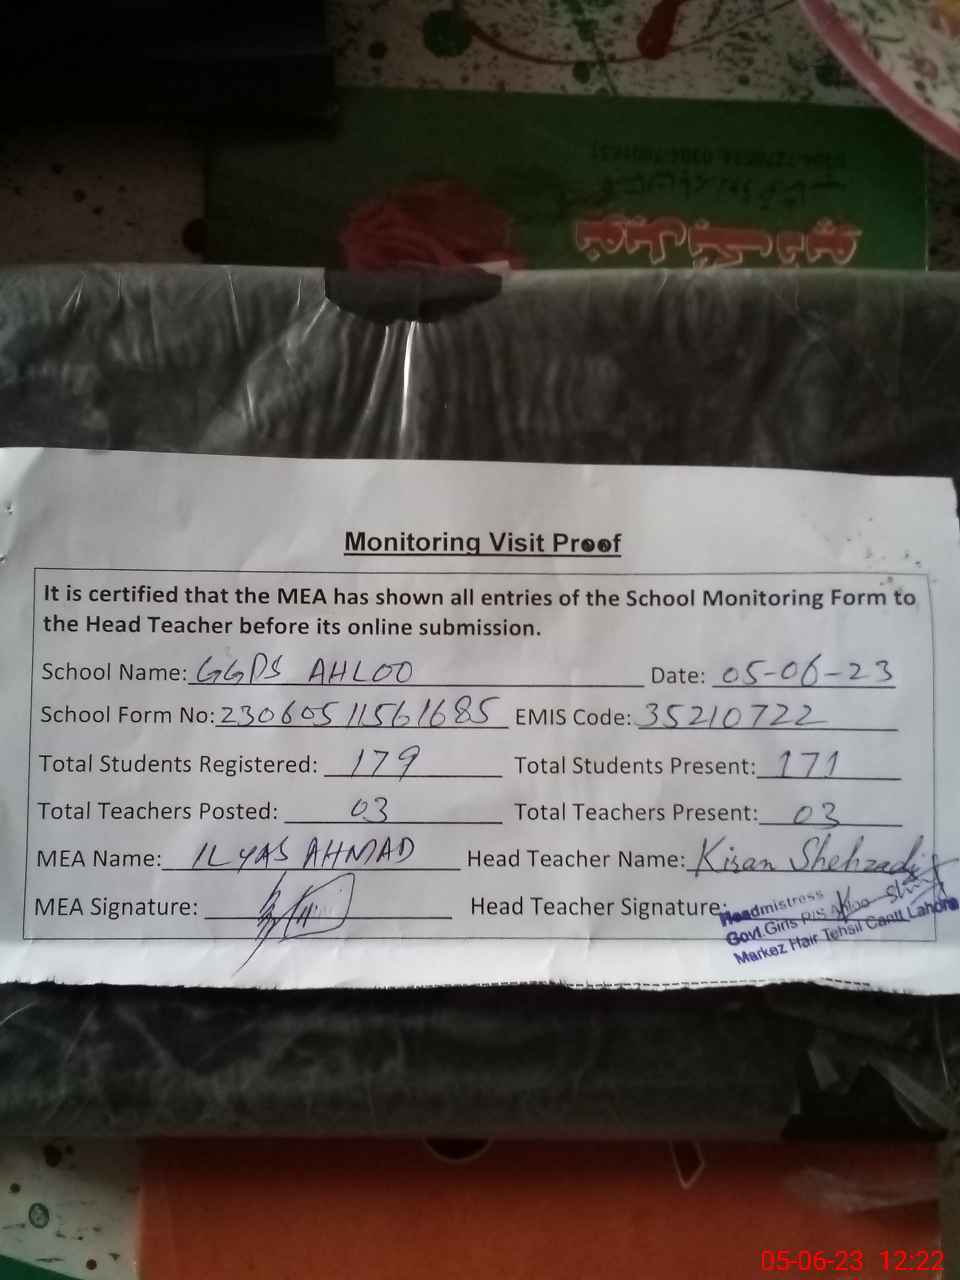 Monitoring Visit Proof
It is certified that the MEA has shown all entries of the School Monitoring Form to
the Head Teacher before its online submission.
School Name: GGPS AHLOO Date: 05-06-23
School Form No: 23060511561685 EMIS Code: 35210722
Total Students Registered: 179 Total Students Present: 171
Total Teachers Posted: 03 Total Teachers Present: 03
MEA Name: ILYAS AHMAD Head Teacher Name: Kiran Shehzadi
MEA Signature: Head Teacher Signature:
Headmistress
Govt. Girls P/S Ahloo
Markez Hair Tehsil Cantt Lahore
05-06-23 12:22